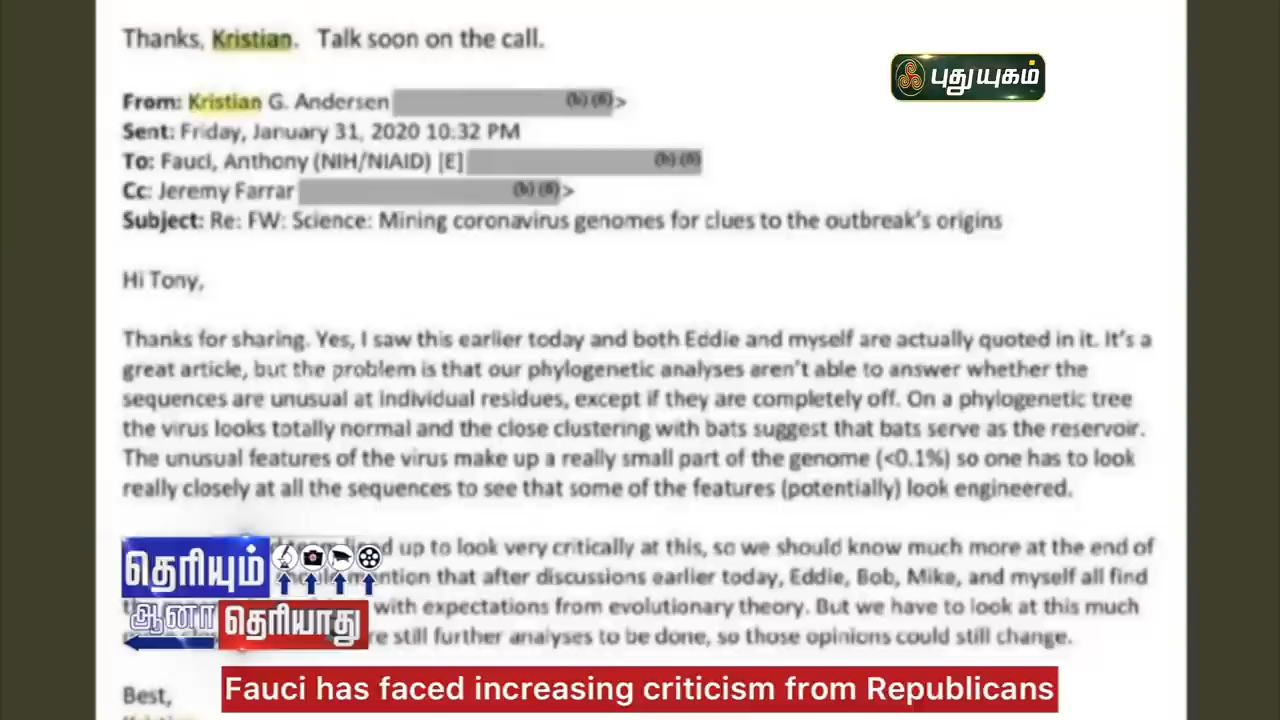 Thanks, Kristian. Talk soon on the call.
புதுயுகம்
From: Kristian G. Andersen (b) (6)>
Sent: Friday, January 31, 2020 10:32 PM
To: Fauci, Anthony (NIH/NIAID) [E] (b) (6)
Cc: Jeremy Farrar (b) (6)>
Subject: Re: FW: Science: Mining coronavirus genomes for clues to the outbreak's origins
Hi Tony,
Thanks for sharing. Yes, I saw this earlier today and both Eddie and myself are actually quoted in it. It's a
great article, but the problem is that our phylogenetic analyses aren't able to answer whether the
sequences are unusual at individual residues, except if they are completely off. On a phylogenetic tree
the virus looks totally normal and the close clustering with bats suggest that bats serve as the reservoir.
The unusual features of the virus make up a really small part of the genome (<0.1%) so one has to look
really closely at all the sequences to see that some of the features (potentially) look engineered.
up to look very critically at this, so we should know much more at the end of
that after discussions earlier today, Eddie, Bob, Mike, and myself all find
with expectations from evolutionary theory. But we have to look at this much
still further analyses to be done, so those opinions could still change.
தெரியும்
ஆனா தெரியாது
Best,
Fauci has faced increasing criticism from Republicans